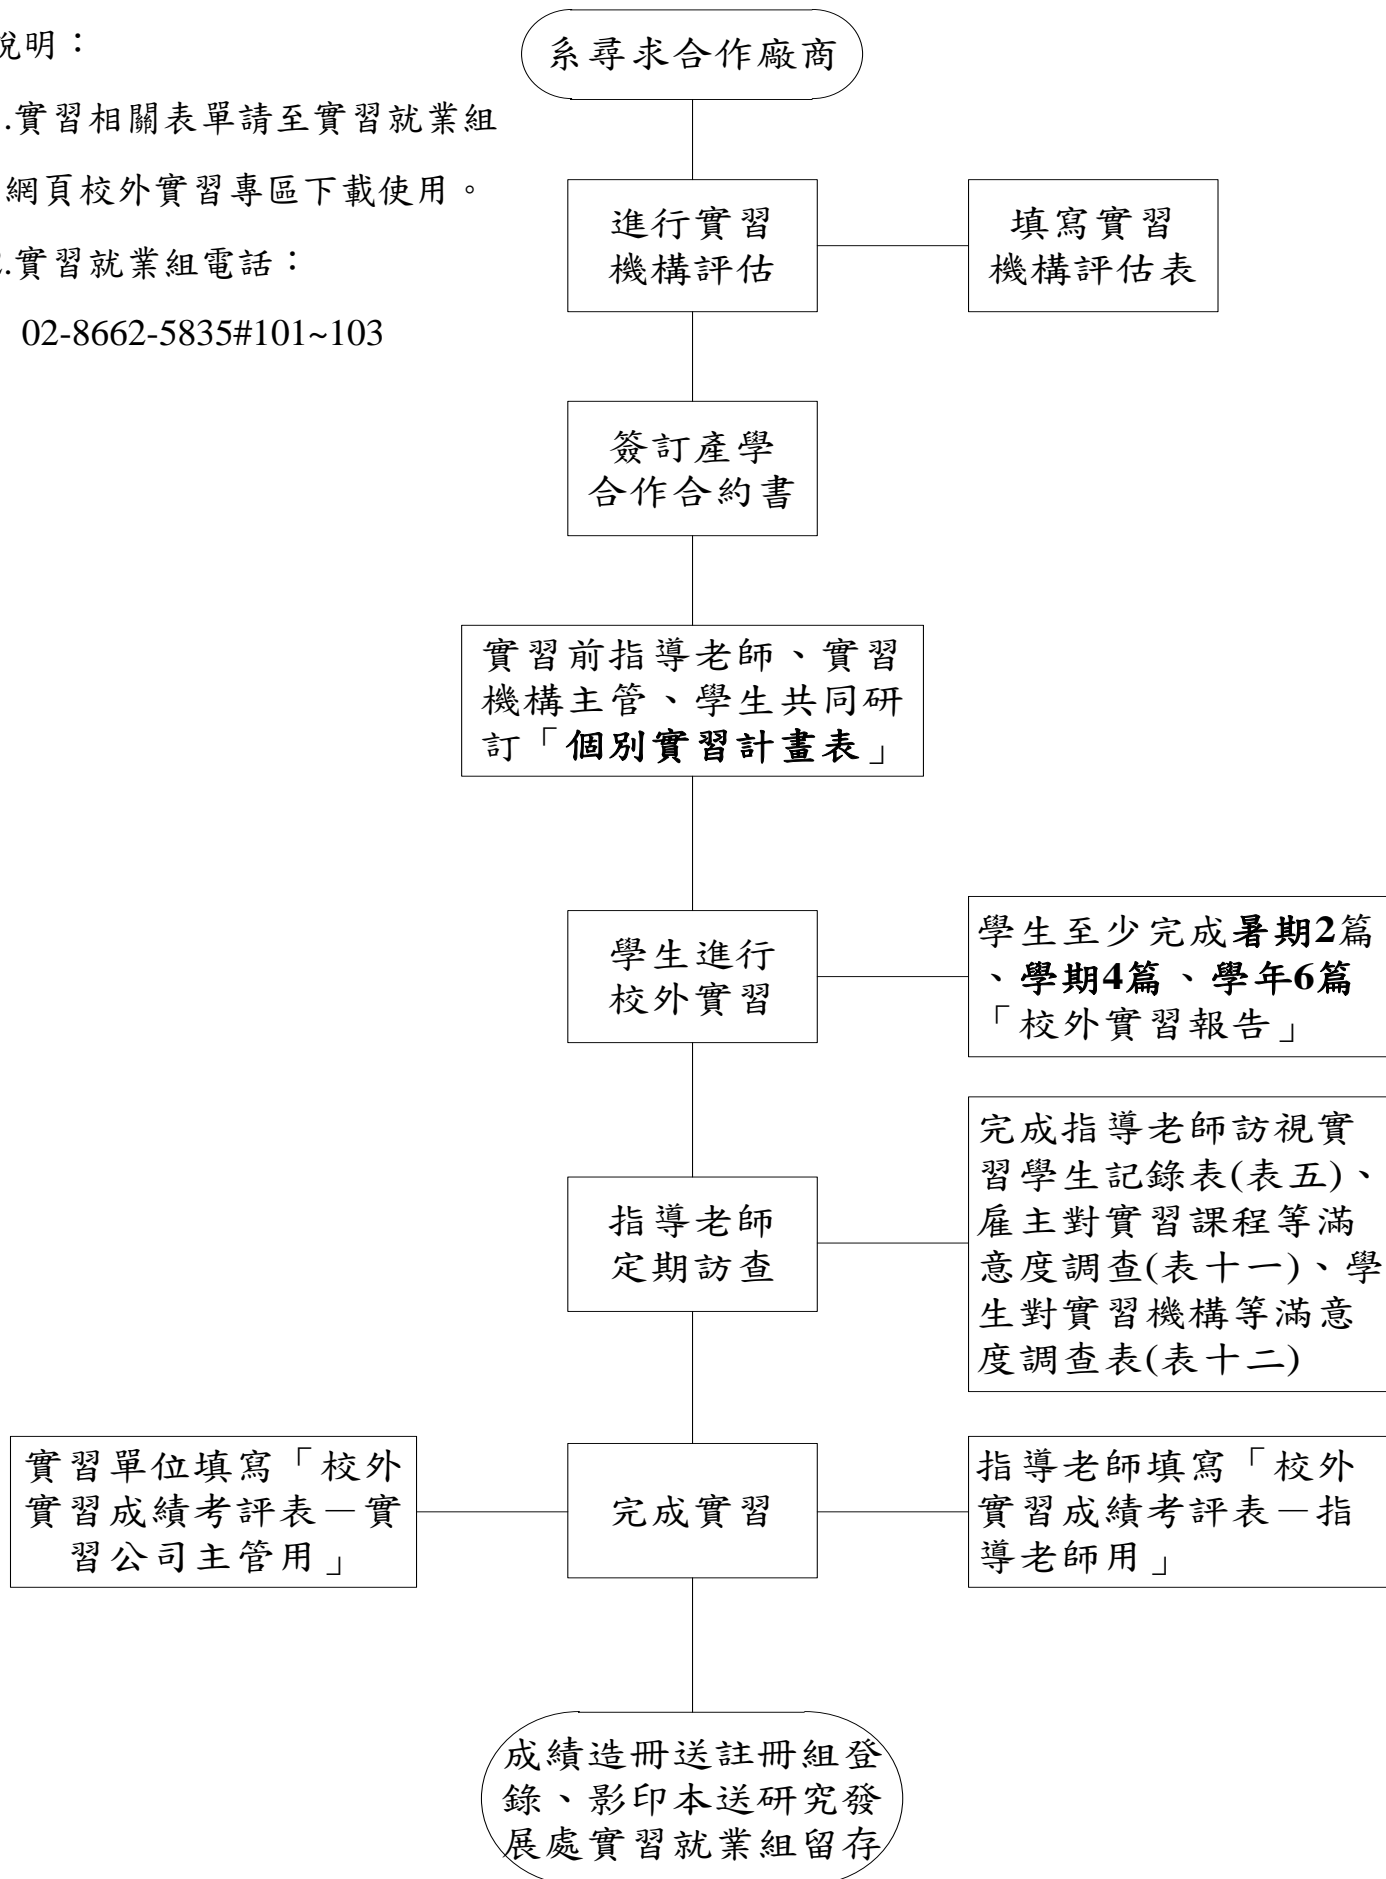 說明：
.實習相關表單請至實習就業組
網頁校外實習專區下載使用。
.實習就業組電話：
02-8662-5835#101~103
系尋求合作廠商
進行實習
機構評估
填寫實習
機構評估表
簽訂產學
合作合約書
實習前指導老師、實習
機構主管、學生共同研
訂「個別實習計畫表」
學生進行
校外實習
學生至少完成暑期2篇
、學期4篇、學年6篇
「校外實習報告」
指導老師
定期訪查
完成指導老師訪視實
習學生記錄表(表五)、
雇主對實習課程等滿
意度調查(表十一)、學
生對實習機構等滿意
度調查表(表十二)
實習單位填寫「校外
實習成績考評表－實
習公司主管用」
完成實習
指導老師填寫「校外
實習成績考評表－指
導老師用」
成績造冊送註冊組登
錄、影印本送研究發
展處實習就業組留存